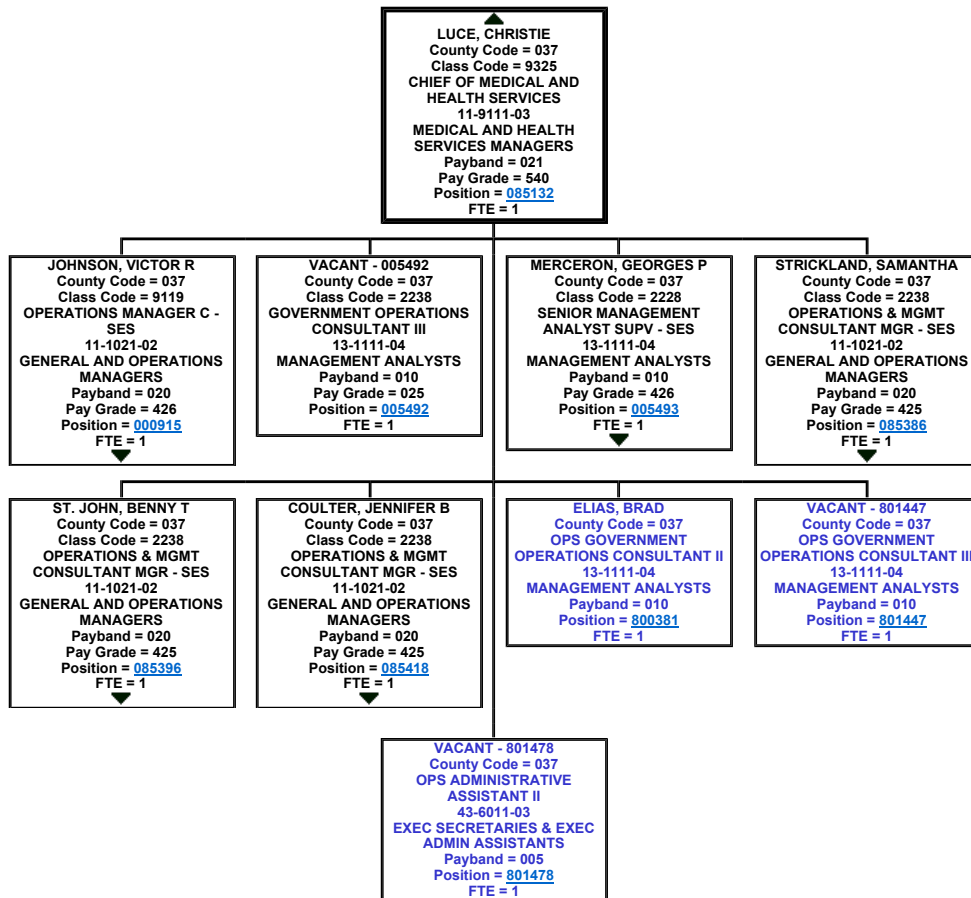 LUCE, CHRISTIE
County Code = 037
Class Code = 9325
CHIEF OF MEDICAL AND
HEALTH SERVICES
11-9111-03
MEDICAL AND HEALTH
SERVICES MANAGERS
Payband = 021
Pay Grade = 540
Position = 085132
FTE = 1
JOHNSON, VICTOR R
County Code = 037
Class Code = 9119
OPERATIONS MANAGER C -
SES
11-1021-02
GENERAL AND OPERATIONS
MANAGERS
Payband = 020
Pay Grade = 426
Position = 000915
FTE = 1
VACANT - 005492
County Code = 037
Class Code = 2238
GOVERNMENT OPERATIONS
CONSULTANT III
13-1111-04
MANAGEMENT ANALYSTS
Payband = 010
Pay Grade = 025
Position = 005492
FTE = 1
MERCERON, GEORGES P
County Code = 037
Class Code = 2228
SENIOR MANAGEMENT
ANALYST SUPV - SES
13-1111-04
MANAGEMENT ANALYSTS
Payband = 010
Pay Grade = 426
Position = 005493
FTE = 1
STRICKLAND, SAMANTHA
County Code = 037
Class Code = 2238
OPERATIONS & MGMT
CONSULTANT MGR - SES
11-1021-02
GENERAL AND OPERATIONS
MANAGERS
Payband = 020
Pay Grade = 425
Position = 085386
FTE = 1
ST. JOHN, BENNY T
County Code = 037
Class Code = 2238
OPERATIONS & MGMT
CONSULTANT MGR - SES
11-1021-02
GENERAL AND OPERATIONS
MANAGERS
Payband = 020
Pay Grade = 425
Position = 085396
FTE = 1
COULTER, JENNIFER B
County Code = 037
Class Code = 2238
OPERATIONS & MGMT
CONSULTANT MGR - SES
11-1021-02
GENERAL AND OPERATIONS
MANAGERS
Payband = 020
Pay Grade = 425
Position = 085418
FTE = 1
ELIAS, BRAD
County Code = 037
OPS GOVERNMENT
OPERATIONS CONSULTANT II
13-1111-04
MANAGEMENT ANALYSTS
Payband = 010
Position = 800381
FTE = 1
VACANT - 801447
County Code = 037
OPS GOVERNMENT
OPERATIONS CONSULTANT III
13-1111-04
MANAGEMENT ANALYSTS
Payband = 010
Position = 801447
FTE = 1
VACANT - 801478
County Code = 037
OPS ADMINISTRATIVE
ASSISTANT II
43-6011-03
EXEC SECRETARIES & EXEC
ADMIN ASSISTANTS
Payband = 005
Position = 801478
FTE = 1